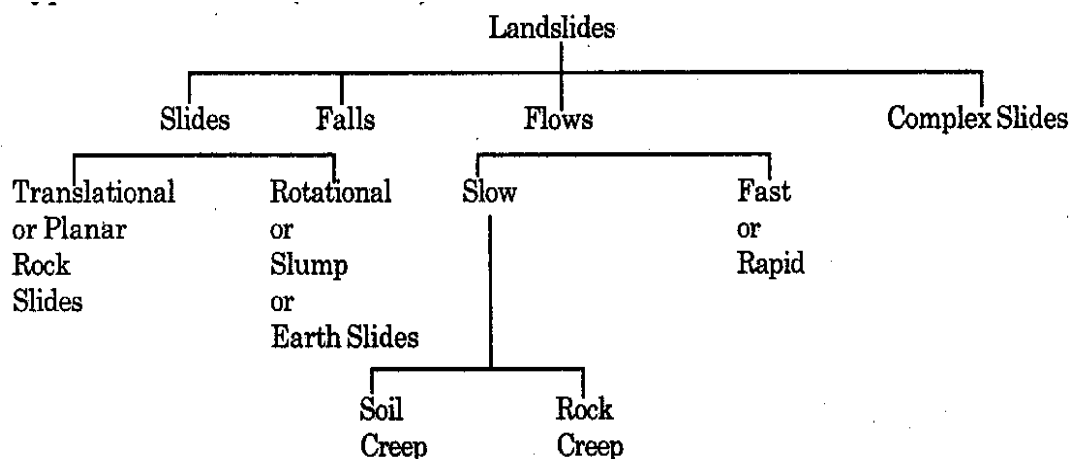 Landslides
Slides Falls Flows Complex Slides
Translational
or Planar
Rock
Slides
Rotational
or
Slump
or
Earth Slides
Slow
Fast
or
Rapid
Soil
Creep
Rock
Creep